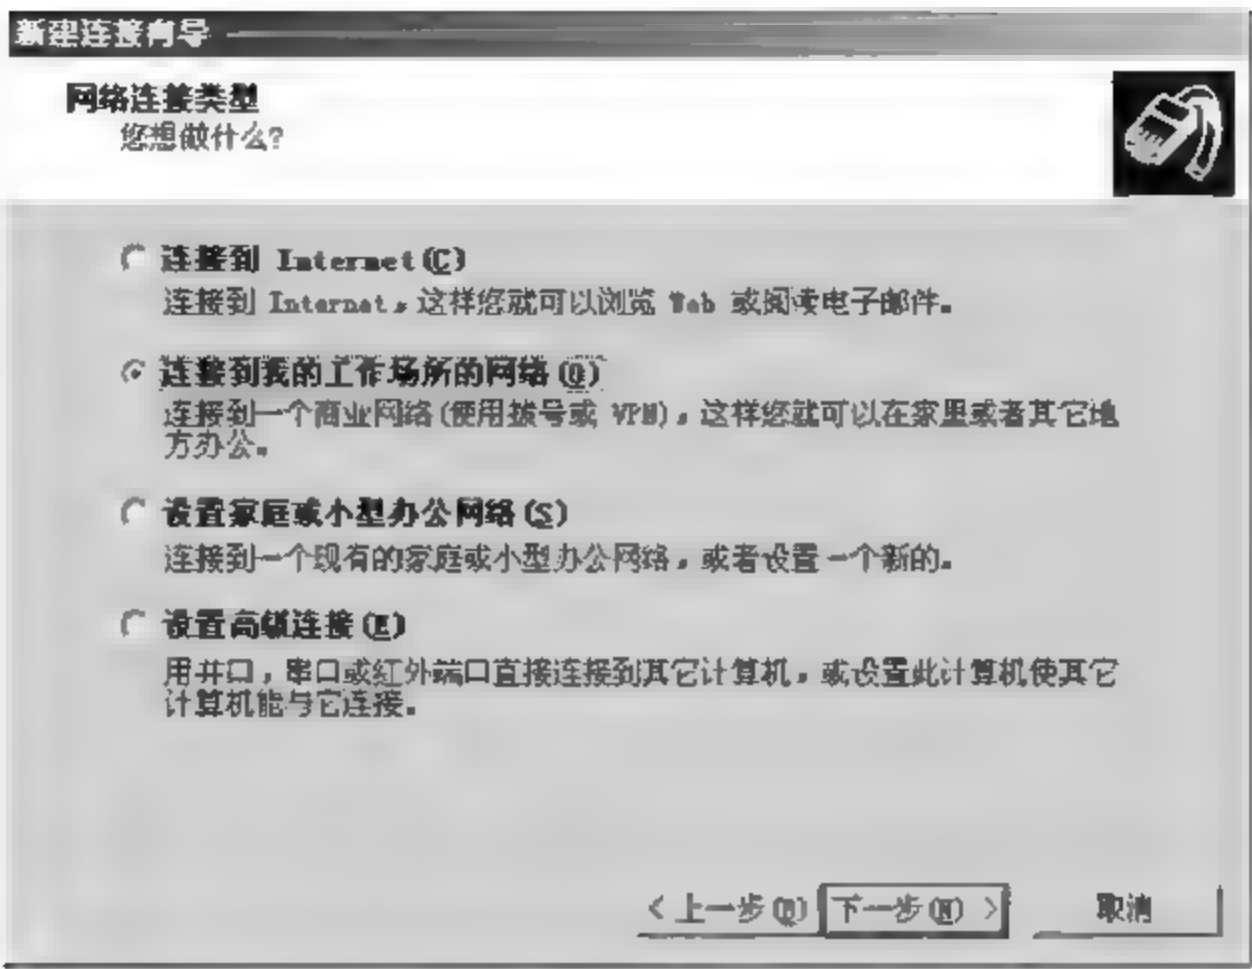 新建连接向导
网络连接类型
您想做什么?
连接到 Internet(C)
连接到 Internet，这样您就可以浏览 Web 或阅读电子邮件。
连接到我的工作场所的网络(O)
连接到一个商业网络(使用拨号或 VPN)，这样您就可以在家里或者其它地
方办公。
设置家庭或小型办公网络(S)
连接到一个现有的家庭或小型办公网络，或者设置一个新的。
设置高级连接(E)
用并口，串口或红外端口直接连接到其它计算机，或设置此计算机使其它
计算机能与它连接。
< 上一步(B) 下一步(N) > 取消